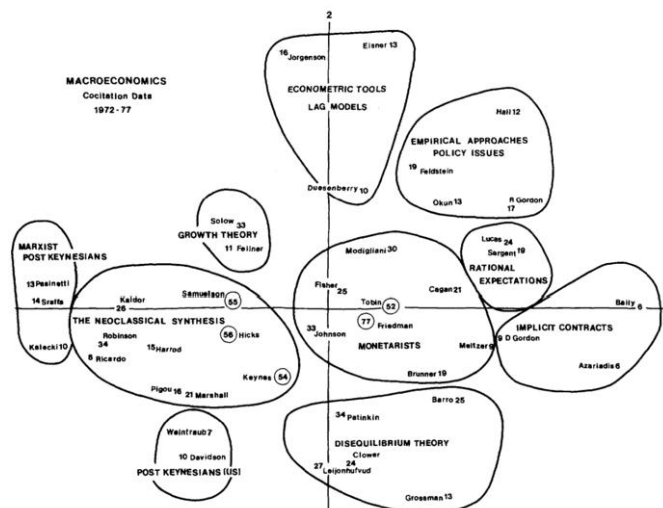 2
16 Jorgenson
Eisner 13
MACROECONOMICS
Cocitation Data
1972-77
ECONOMETRIC TOOLS
LAG MODELS
Hall 12
EMPIRICAL APPROACHES
POLICY ISSUES
19 Feldstein
Duesenberry 10
Okun 13
R Gordon
17
Solow 33
GROWTH THEORY
11 Fellner
MARXIST
POST KEYNESIANS
Modigliani 30
Lucas 24
Sargent 19
RATIONAL
EXPECTATIONS
13 Pasinetti
14 Sraffa
Kaldor
26
Samuelson 55
Fisher
25
Tobin 52
Cagan 21
Baily 6
THE NEOCLASSICAL SYNTHESIS
77 Friedman
33 Johnson
IMPLICIT CONTRACTS
Kalecki 10
Robinson
34
6 Ricardo
15 Harrod
56 Hicks
MONETARISTS
Meltzer 9
9 D Gordon
Keynes 54
Brunner 19
Azariadis 6
Pigou 16
21 Marshall
Barro 25
34 Patinkin
Weintraub 7
10 Davidson
POST KEYNESIANS (US)
DISEQUILIBRIUM THEORY
Clower
24
27 Leijonhufvud
Grossman 13